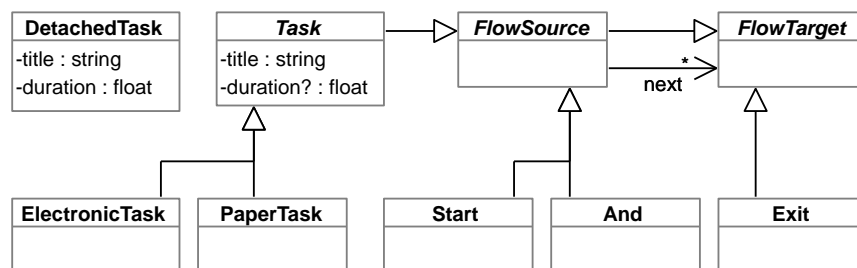 DetachedTask
-title : string
-duration : float
Task
-title : string
-duration? : float
FlowSource
*
next
FlowTarget
ElectronicTask
PaperTask
Start
And
Exit